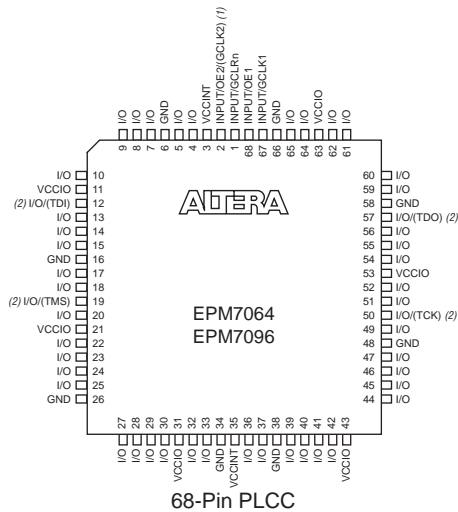 I/O
I/O
I/O
GND
I/O
I/O
VCCINT
INPUT/OE2/(GCLK2) (1)
INPUT/GCLRn
INPUT/OE1
INPUT/GCLK1
GND
I/O
I/O
VCCIO
I/O
I/O
9 8 7 6 5 4 3 2 1 68 67 66 65 64 63 62 61
I/O 10
VCCIO 11
(2) I/O/(TDI) 12
I/O 13
I/O 14
I/O 15
GND 16
I/O 17
I/O 18
(2) I/O/(TMS) 19
I/O 20
VCCIO 21
I/O 22
I/O 23
I/O 24
I/O 25
GND 26
ALTERA
EPM7064
EPM7096
60 I/O
59 I/O
58 GND
57 I/O/(TDO) (2)
56 I/O
55 I/O
54 I/O
53 VCCIO
52 I/O
51 I/O
50 I/O/(TCK) (2)
49 I/O
48 GND
47 I/O
46 I/O
45 I/O
44 I/O
27 28 29 30 31 32 33 34 35 36 37 38 39 40 41 42 43
I/O
I/O
I/O
I/O
VCCIO
I/O
I/O
GND
VCCINT
I/O
I/O
GND
I/O
I/O
I/O
I/O
VCCIO
68-Pin PLCC